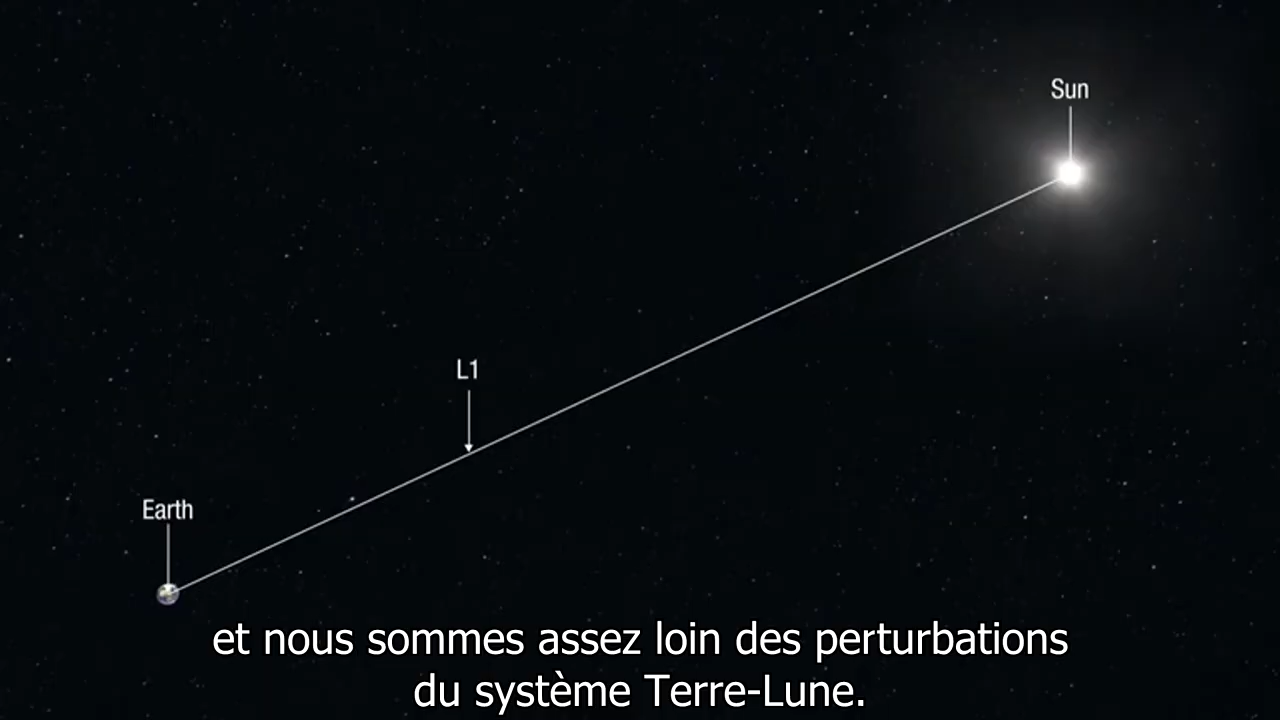 Sun
L1
Earth
et nous sommes assez loin des perturbations
du système Terre-Lune.